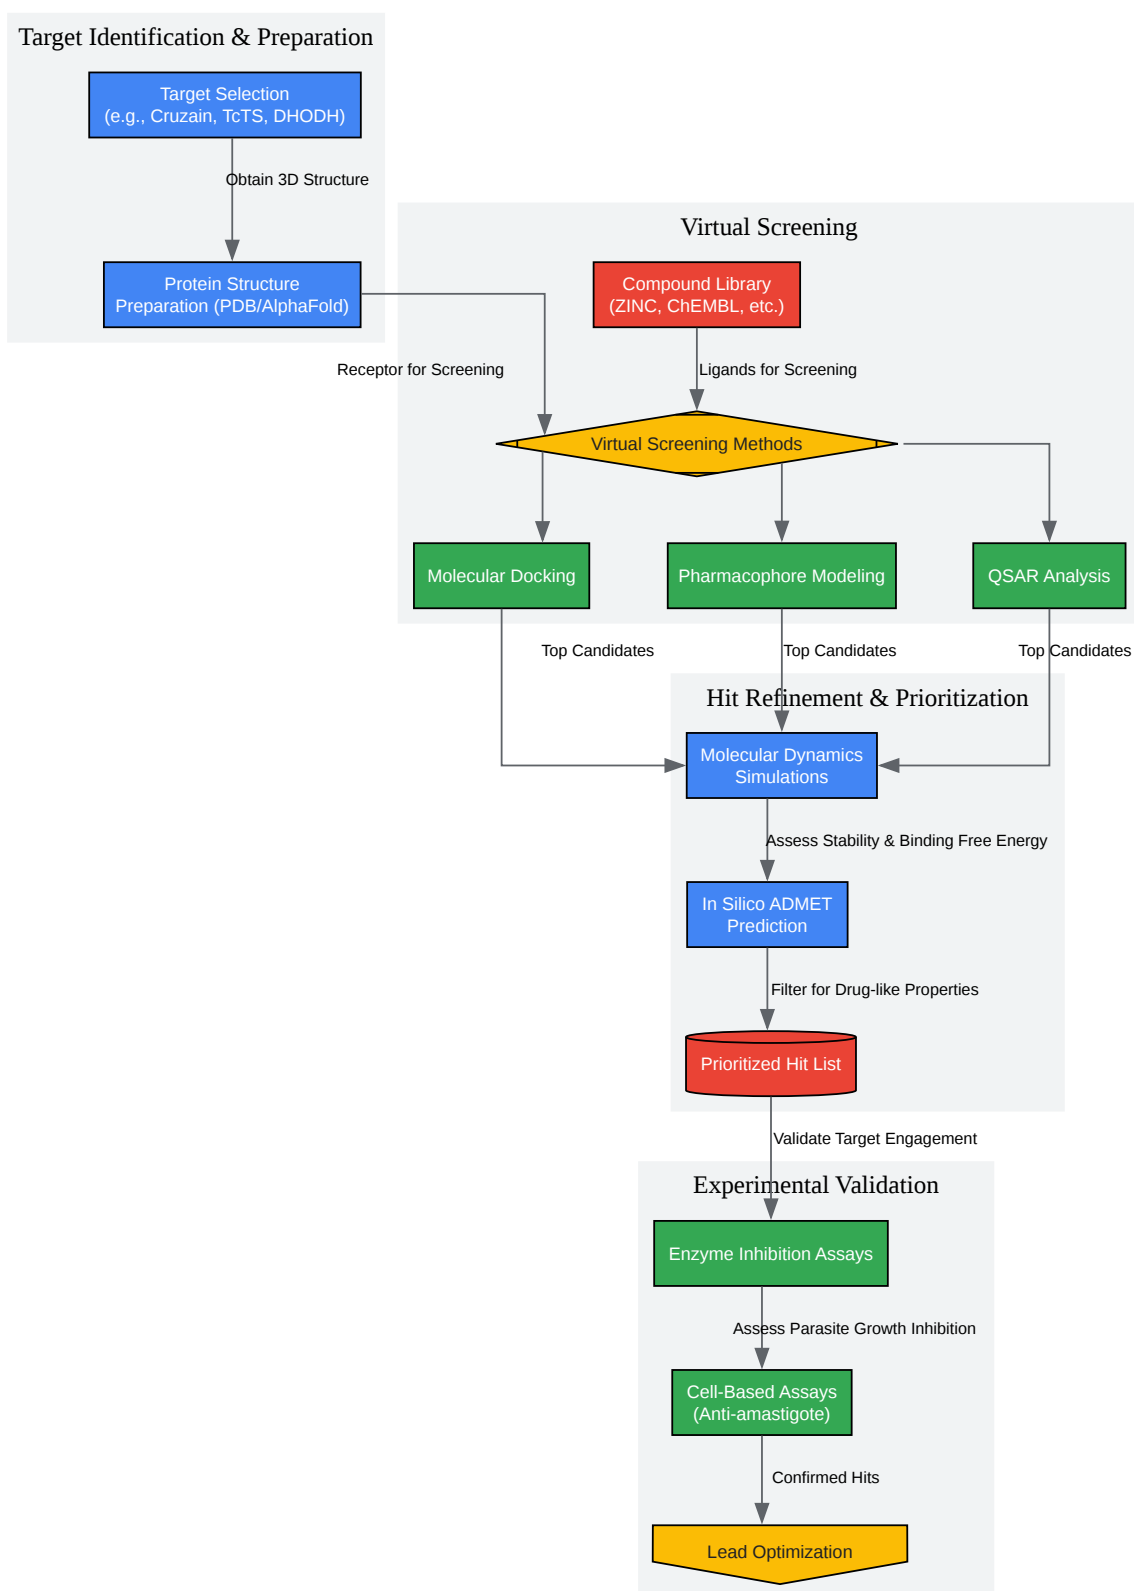 Target Identification & Preparation
Target Selection
(e.g., Cruzain, TcTS, DHODH)
Obtain 3D Structure
Protein Structure
Preparation (PDB/AlphaFold)
Virtual Screening
Compound Library
(ZINC, ChEMBL, etc.)
Receptor for Screening
Ligands for Screening
Virtual Screening Methods
Molecular Docking
Pharmacophore Modeling
QSAR Analysis
Top Candidates
Top Candidates
Top Candidates
Hit Refinement & Prioritization
Molecular Dynamics
Simulations
Assess Stability & Binding Free Energy
In Silico ADMET
Prediction
Filter for Drug-like Properties
Prioritized Hit List
Validate Target Engagement
Experimental Validation
Enzyme Inhibition Assays
Assess Parasite Growth Inhibition
Cell-Based Assays
(Anti-amastigote)
Confirmed Hits
Lead Optimization